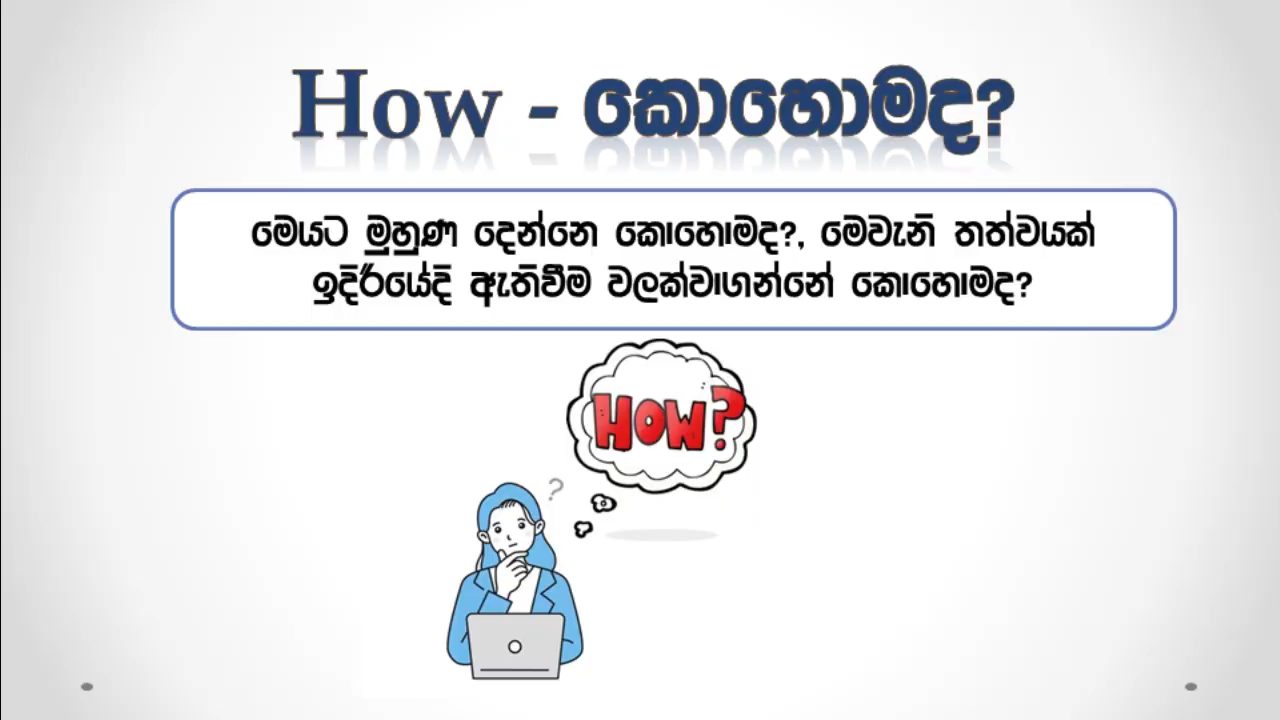 How - කොහොමද?
මෙයට මුහුණ දෙන්නෙ කොහොමද?, මෙවැනි තත්වයක්
ඉදිරියේදි ඇතිවීම වලක්වාගන්නේ කොහොමද?
HOW?
?